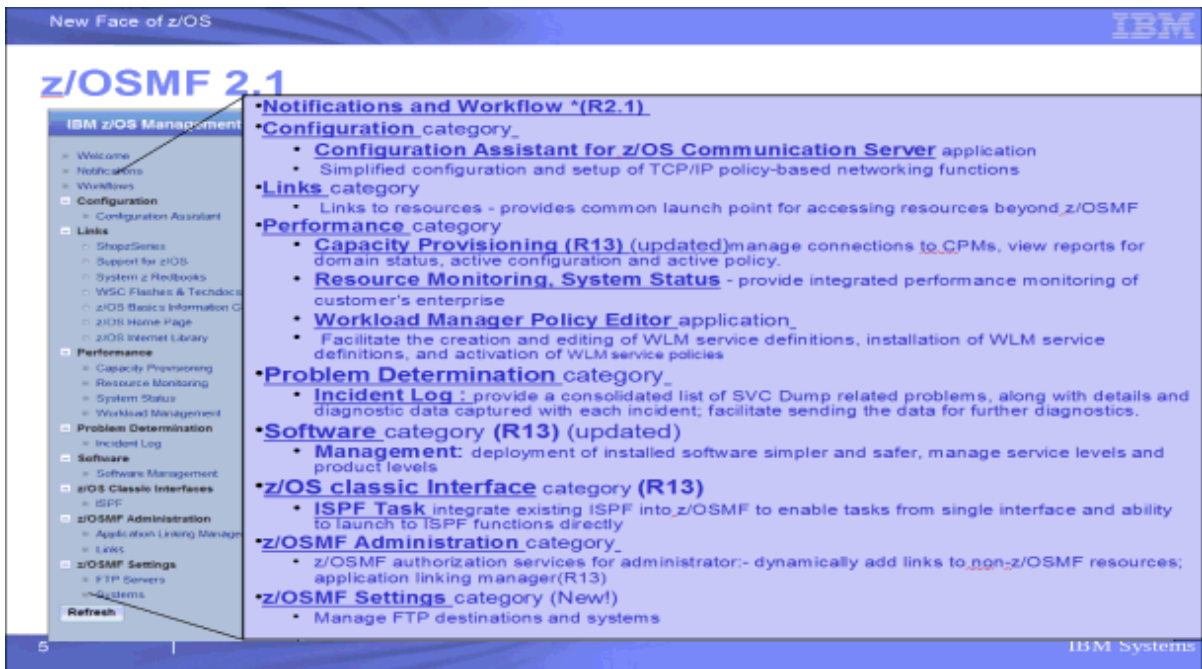 New Face of z/OS
IBM
z/OSMF 2.1
IBM z/OS Management
Welcome
Notifications
Workflows
Configuration
Configuration Assistant
Links
ShopzSeries
Support for z/OS
System z Redbooks
WSC Flashes & Techdocs
z/OS Basics Information C
z/OS Home Page
z/OS Internet Library
Performance
Capacity Provisioning
Resource Monitoring
System Status
Workload Management
Problem Determination
Incident Log
Software
Software Management
z/OS Classic Interfaces
ISPF
z/OSMF Administration
Application Linking Manage
Links
z/OSMF Settings
FTP Servers
Systems
Refresh
•Notifications and Workflow *(R2.1)
•Configuration category
• Configuration Assistant for z/OS Communication Server application
• Simplified configuration and setup of TCP/IP policy-based networking functions
•Links category
• Links to resources - provides common launch point for accessing resources beyond z/OSMF
•Performance category
• Capacity Provisioning (R13) (updated)manage connections to CPMs, view reports for
domain status, active configuration and active policy.
• Resource Monitoring, System Status - provide integrated performance monitoring of
customer's enterprise
• Workload Manager Policy Editor application
• Facilitate the creation and editing of WLM service definitions, installation of WLM service
definitions, and activation of WLM service policies
•Problem Determination category
• Incident Log : provide a consolidated list of SVC Dump related problems, along with details and
diagnostic data captured with each incident; facilitate sending the data for further diagnostics.
•Software category (R13) (updated)
• Management: deployment of installed software simpler and safer, manage service levels and
product levels
•z/OS classic Interface category (R13)
• ISPF Task integrate existing ISPF into z/OSMF to enable tasks from single interface and ability
to launch to ISPF functions directly
•z/OSMF Administration category
• z/OSMF authorization services for administrator:- dynamically add links to non-z/OSMF resources;
application linking manager(R13)
•z/OSMF Settings category (New!)
• Manage FTP destinations and systems
5
IBM Systems